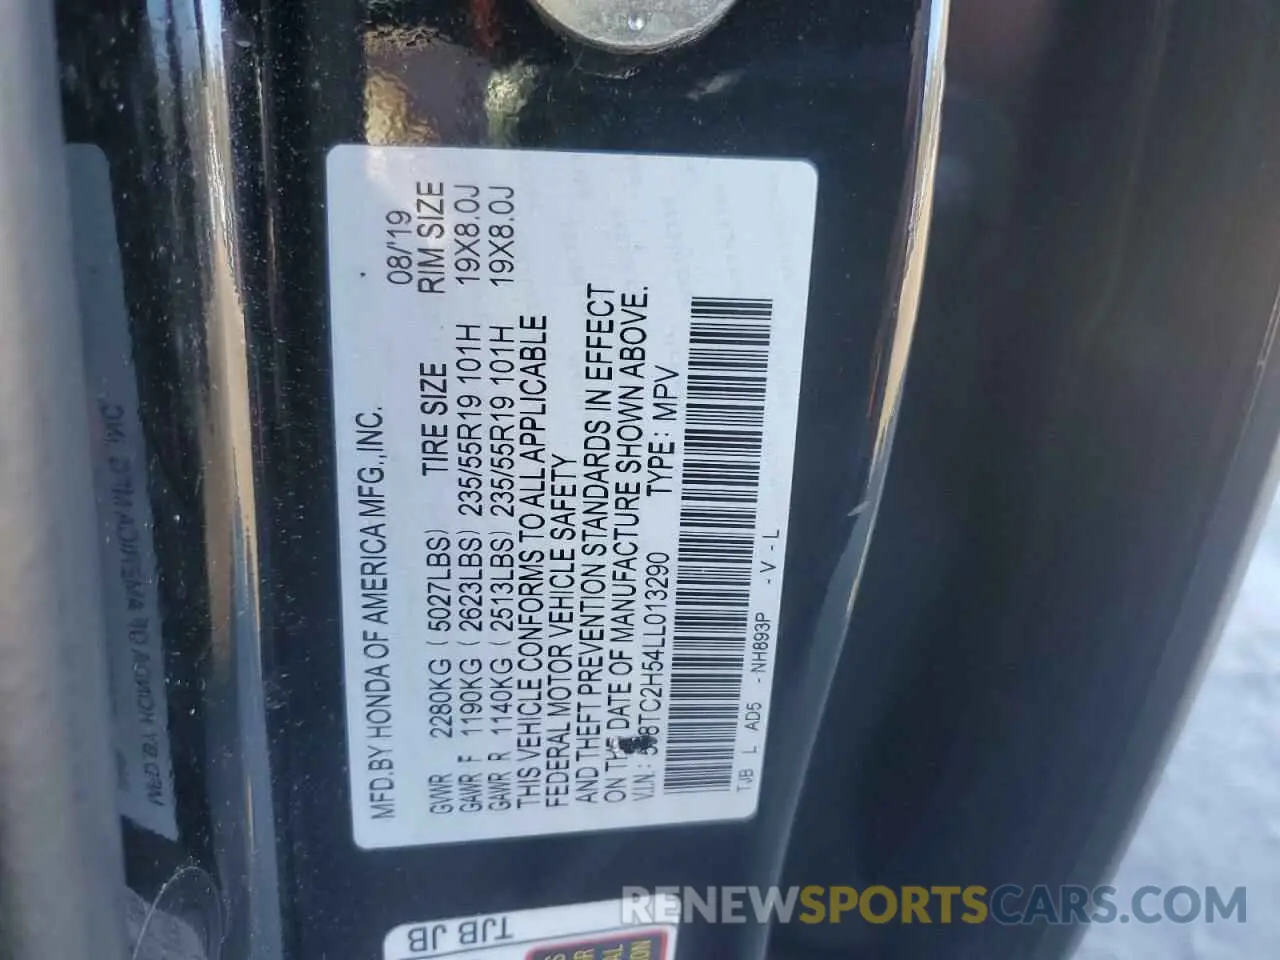 MFD.BY HONDA OF AMERICA MFG.,INC.
08/'19
GVWR 2280KG ( 5027LBS) TIRE SIZE RIM SIZE
GAWR F 1190KG ( 2623LBS) 235/55R19 101H 19X8.0J
GAWR R 1140KG ( 2513LBS) 235/55R19 101H 19X8.0J
THIS VEHICLE CONFORMS TO ALL APPLICABLE
FEDERAL MOTOR VEHICLE SAFETY
AND THEFT PREVENTION STANDARDS IN EFFECT
ON THE DATE OF MANUFACTURE SHOWN ABOVE.
V.I.N.: 5J8TC2H54LL013290 TYPE: MPV
TJB L AD5 - NH893P - V - L
TJB JB
RENEWSPORTSCARS.COM